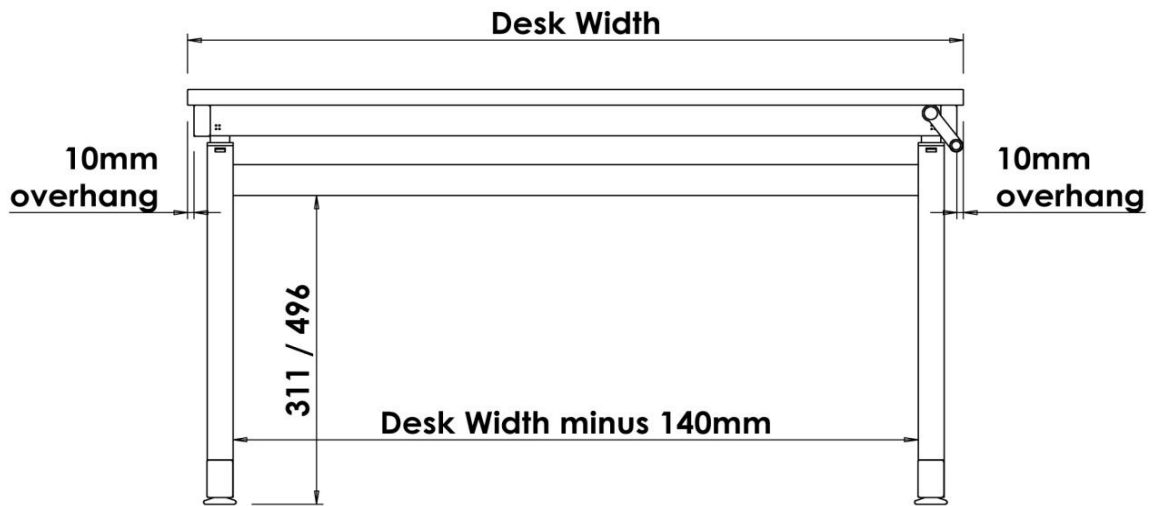 Desk Width
10mm
overhang
10mm
overhang
311 / 496
Desk Width minus 140mm